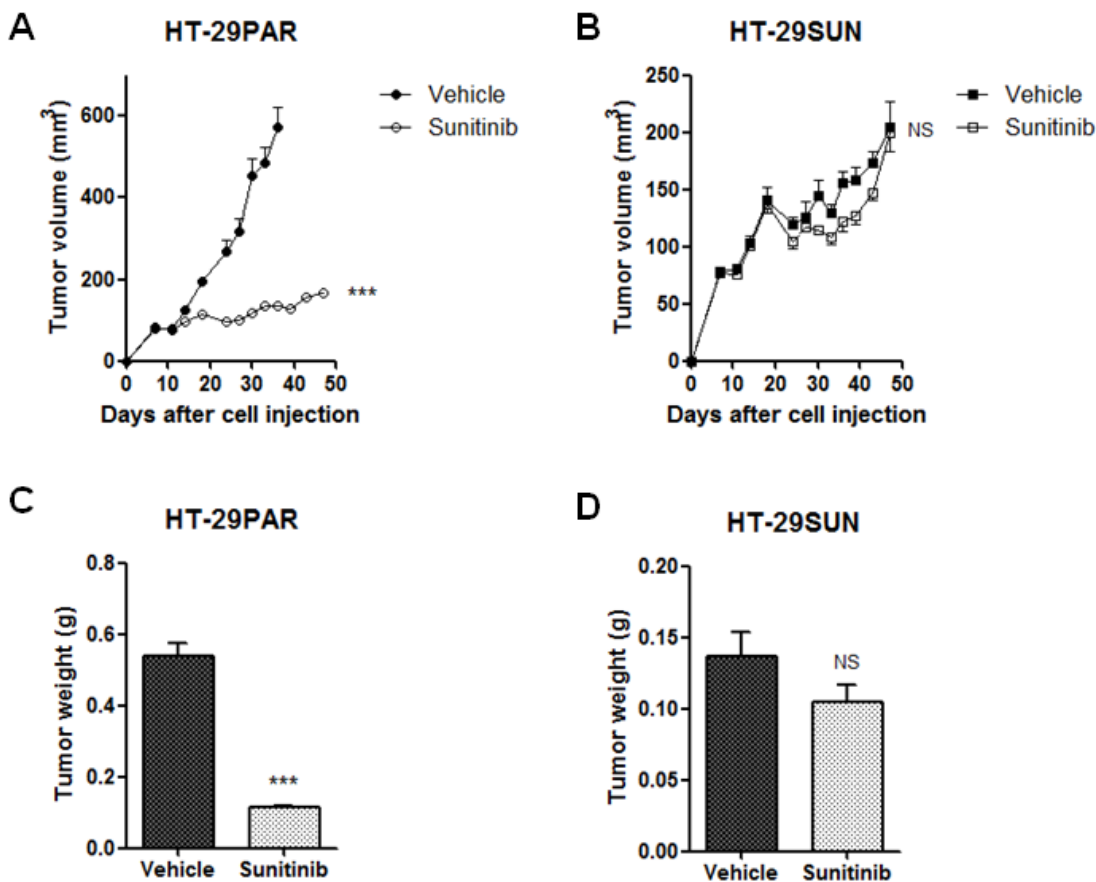 A
HT-29PAR
Vehicle
Sunitinib
Tumor volume (mm³)
600
400
200
0
***
0 10 20 30 40 50
Days after cell injection
B
HT-29SUN
Vehicle
Sunitinib
Tumor volume (mm³)
250
200
150
100
50
0
NS
0 10 20 30 40 50
Days after cell injection
C
HT-29PAR
Tumor weight (g)
0.8
0.6
0.4
0.2
0.0
***
Vehicle Sunitinib
D
HT-29SUN
Tumor weight (g)
0.20
0.15
0.10
0.05
0.00
NS
Vehicle Sunitinib